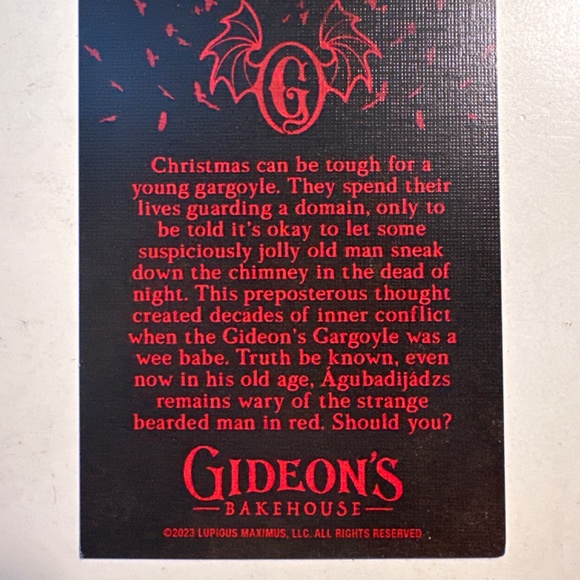 G
Christmas can be tough for a
young gargoyle. They spend their
lives guarding a domain, only to
be told it's okay to let some
suspiciously jolly old man sneak
down the chimney in the dead of
night. This preposterous thought
created decades of inner conflict
when the Gideon's Gargoyle was a
wee babe. Truth be known, even
now in his old age, Águbadijádzs
remains wary of the strange
bearded man in red. Should you?
GIDEON'S
BAKEHOUSE
©2023 LUPIOUS MAXIMUS, LLC. ALL RIGHTS RESERVED